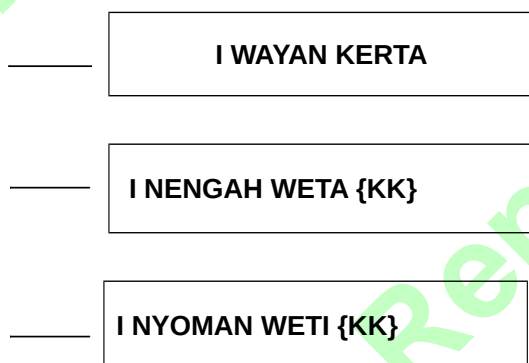 I WAYAN KERTA
I NENGAH WETA {KK}
I NYOMAN WETI {KK}